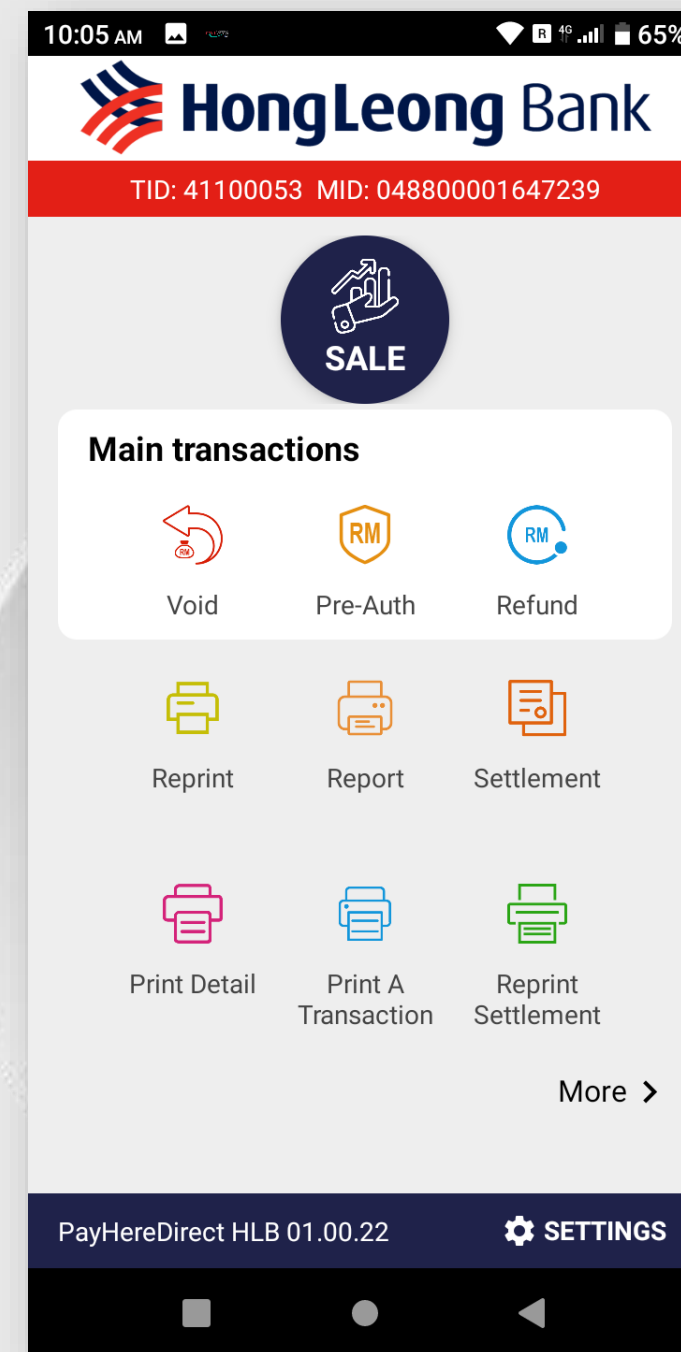 10:05 AM R 4G 65%
HongLeong Bank
TID: 41100053 MID: 048800001647239
SALE
Main transactions
RM RM RM
Void Pre-Auth Refund
Reprint Report Settlement
Print Detail Print A Reprint
Transaction Settlement
More
PayHereDirect HLB 01.00.22 SETTINGS